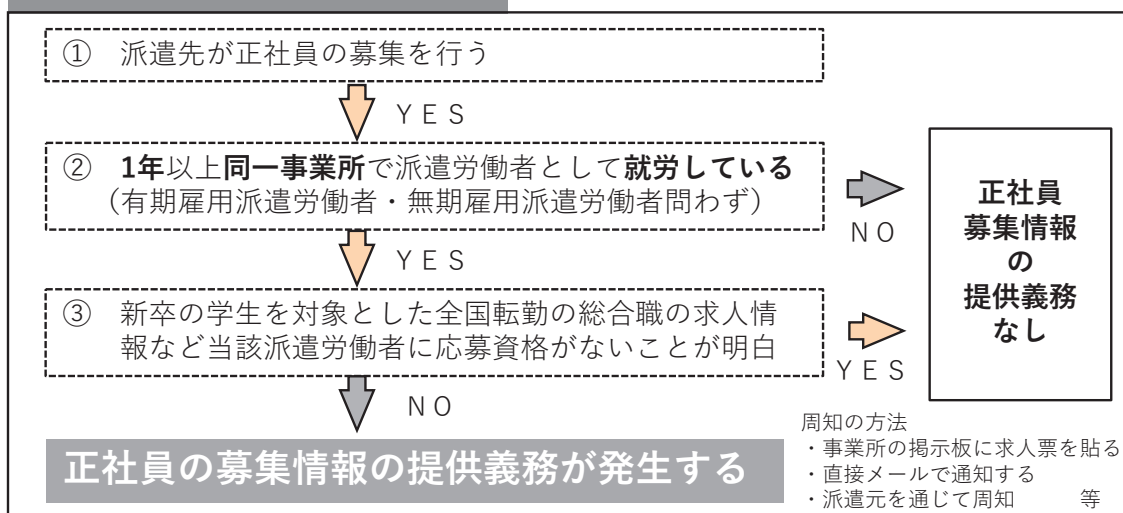 ① 派遣先が正社員の募集を行う
YES
② 1年以上同一事業所で派遣労働者として就労している
（有期雇用派遣労働者・無期雇用派遣労働者問わず）
NO
YES
③ 新卒の学生を対象とした全国転勤の総合職の求人情
報など当該派遣労働者に応募資格がないことが明白
YES
NO
正社員
募集情報
の
提供義務
なし
正社員の募集情報の提供義務が発生する
周知の方法
・事業所の掲示板に求人票を貼る
・直接メールで通知する
・派遣元を通じて周知 等